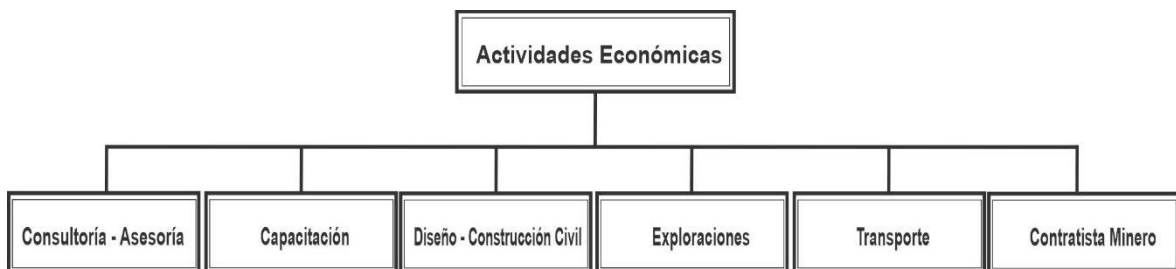 Actividades Económicas
Consultoría - Asesoría
Capacitación
Diseño - Construcción Civil
Exploraciones
Transporte
Contratista Minero